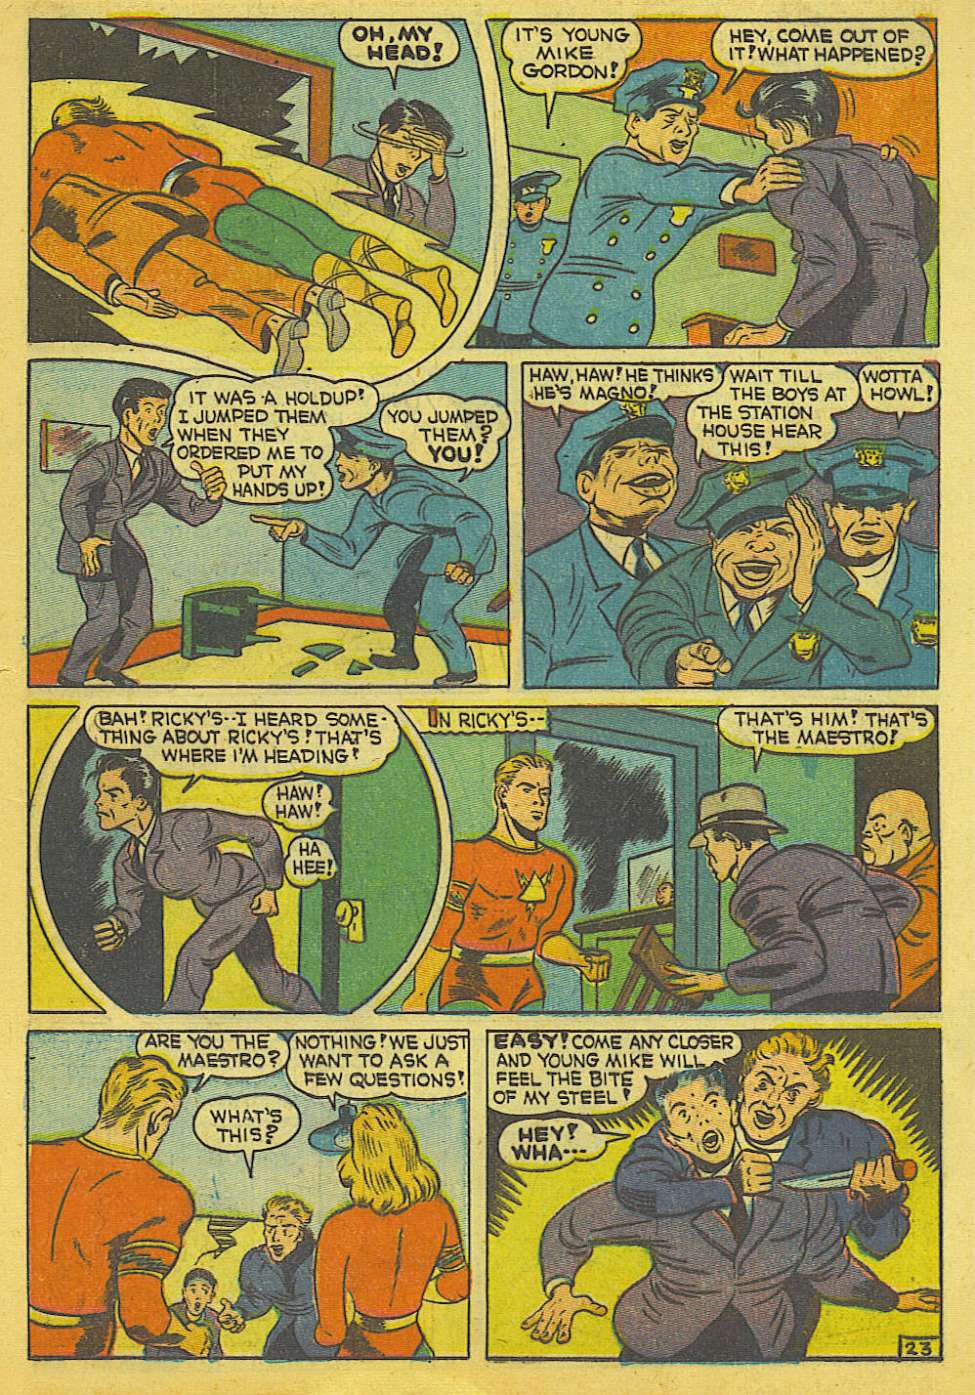 OH, MY
HEAD!
IT'S YOUNG
MIKE
GORDON!
HEY, COME OUT OF
IT! WHAT HAPPENED?
IT WAS A HOLDUP!
I JUMPED THEM
WHEN THEY
ORDERED ME TO
PUT MY
HANDS UP!
YOU JUMPED
THEM?
YOU!
HAW, HAW! HE THINKS
HE'S MAGNO!
WAIT TILL
THE BOYS AT
THE STATION
HOUSE HEAR
THIS!
WOTTA
HOWL!
BAH! RICKY'S--I HEARD SOME-
THING ABOUT RICKY'S! THAT'S
WHERE I'M HEADING!
HAW!
HAW!
HA
HEE!
IN RICKY'S--
THAT'S HIM! THAT'S
THE MAESTRO!
ARE YOU THE
MAESTRO?
WHAT'S
THIS?
NOTHING! WE JUST
WANT TO ASK A
FEW QUESTIONS!
EASY! COME ANY CLOSER
AND YOUNG MIKE WILL
FEEL THE BITE
OF MY STEEL!
HEY!
WHA---
23